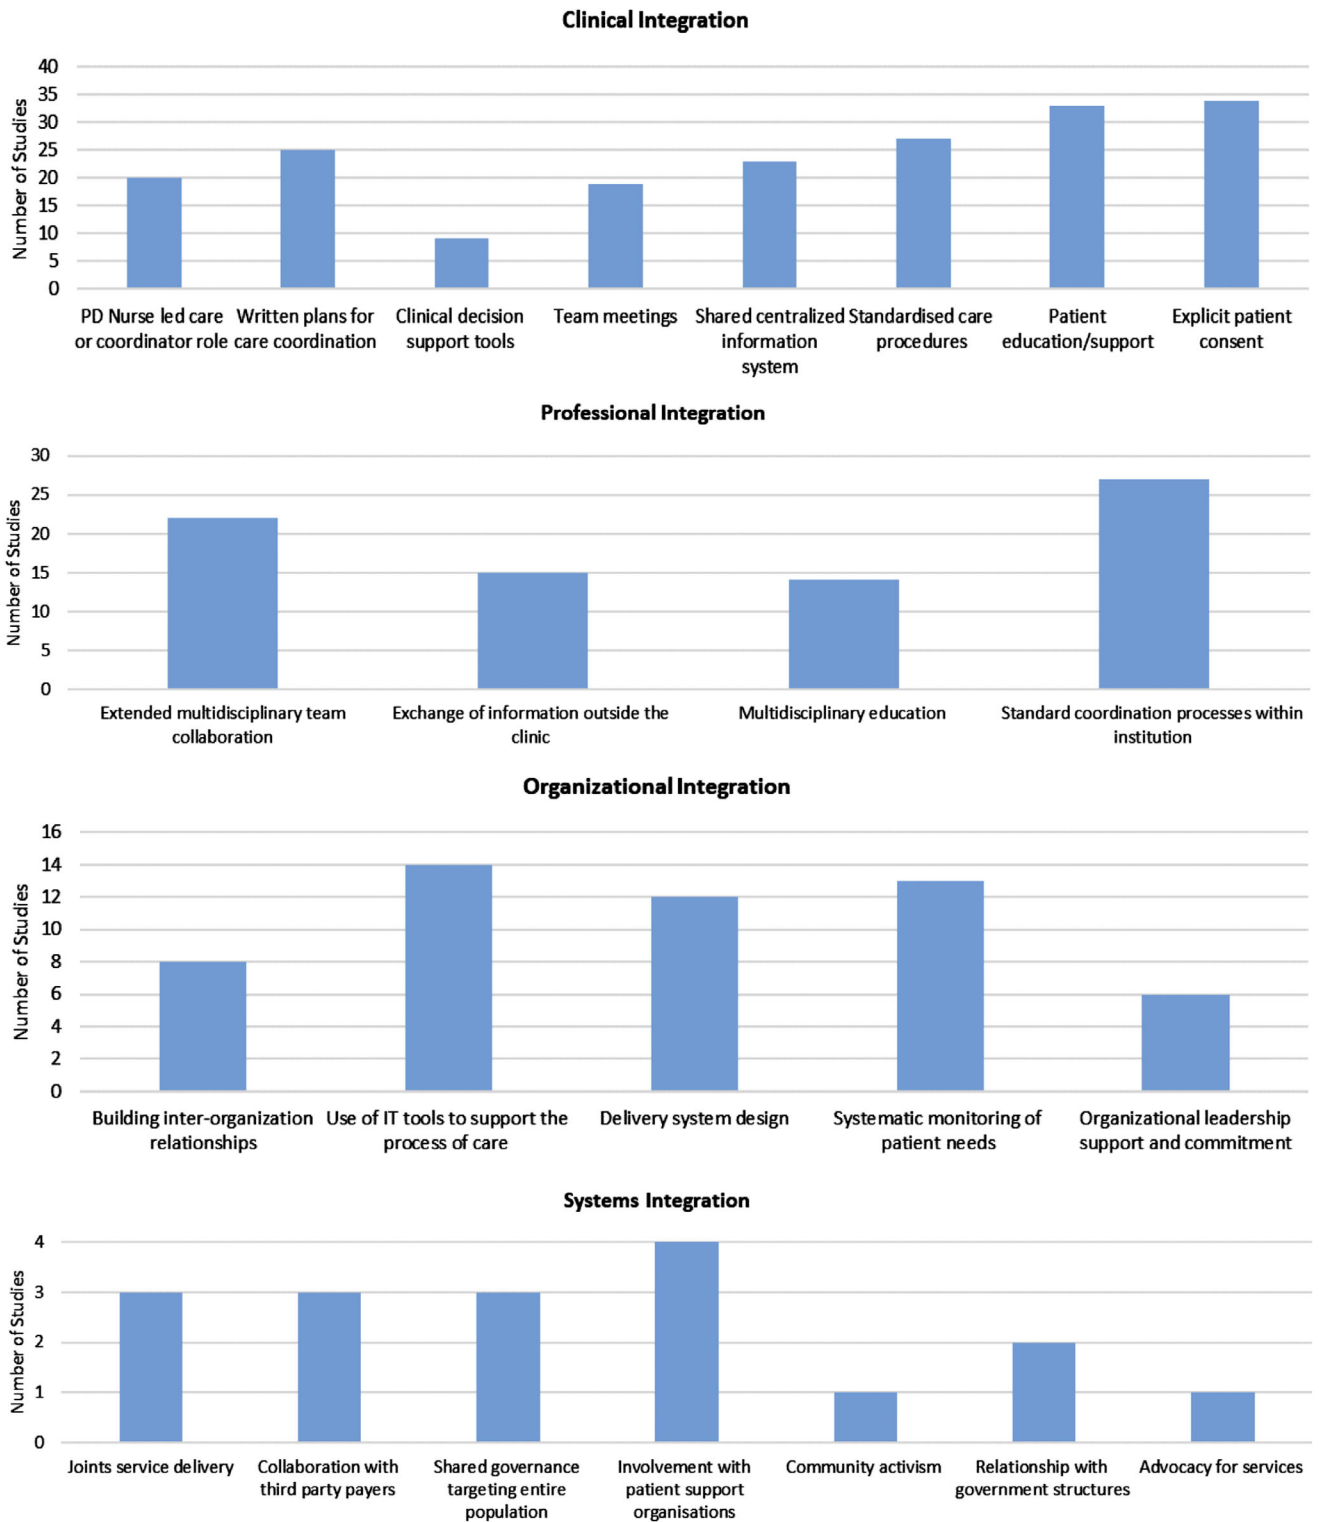 Clinical Integration
Number of Studies
40
35
30
25
20
15
10
5
0
PD Nurse led care
or coordinator role
Written plans for
care coordination
Clinical decision
support tools
Team meetings
Shared centralized
information
system
Standardised care
procedures
Patient
education/support
Explicit patient
consent
Professional Integration
Number of Studies
30
25
20
15
10
5
0
Extended multidisciplinary team
collaboration
Exchange of information outside the
clinic
Multidisciplinary education
Standard coordination processes within
institution
Organizational Integration
Number of Studies
16
14
12
10
8
6
4
2
0
Building inter-organization
relationships
Use of IT tools to support the
process of care
Delivery system design
Systematic monitoring of
patient needs
Organizational leadership
support and commitment
Systems Integration
Number of Studies
4
3
2
1
0
Joints service delivery
Collaboration with
third party payers
Shared governance
targeting entire
population
Involvement with
patient support
organisations
Community activism
Relationship with
government structures
Advocacy for services